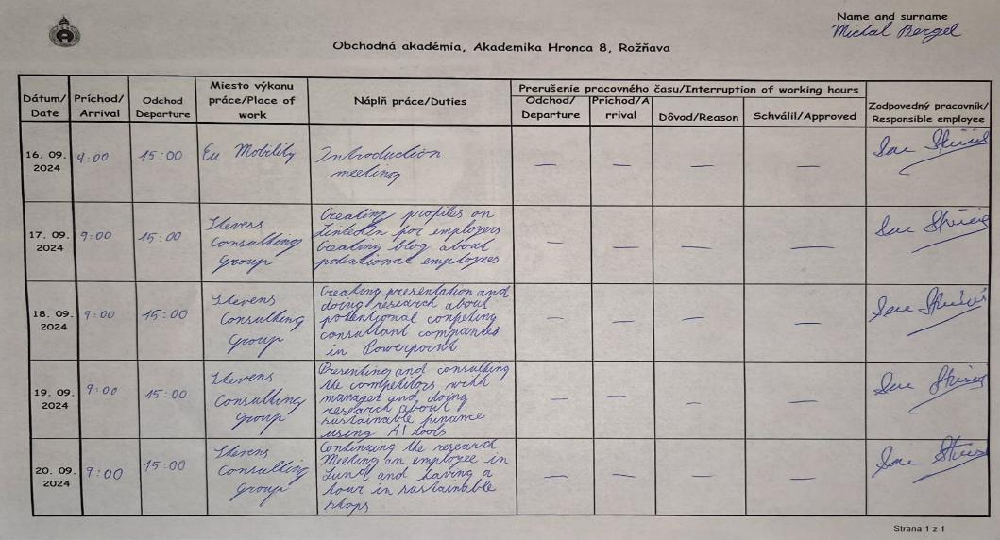 Name and surname
Michal Bergel
Obchodná akadémia, Akademika Hronca 8, Rožňava
Dátum/
Date
Príchod/
Arrival
Odchod
Departure
Miesto výkonu
práce/Place of
work
Náplň práce/Duties
Prerušenie pracovného času/Interruption of working hours
Odchod/
Departure
Príchod/A
rrival
Dôvod/Reason
Schválil/Approved
Zodpovedný pracovník/
Responsible employee
16. 09.
2024
9:00
15:00
Eu Mobility
Introduction
meeting
— — — —
17. 09.
2024
9:00
15:00
Stevens
Consulting
Group
Creating profiles on
LinkedIn for employers
Creating blog about
potentional employees
— — — —
18. 09.
2024
9:00
15:00
Stevens
Consulting
Group
Creating presentation and
doing research about
potentional competing
consultant companies
in Powerpoint
— — — —
19. 09.
2024
9:00
15:00
Stevens
Consulting
Group
Presenting and consulting
the competitors with
manager and doing
research about
sustainable finance
using AI tools
— — — —
20. 09.
2024
9:00
15:00
Stevens
Consulting
Group
Continuing the research
Meeting an employee in
Lund and having a
tour in sustainable
shops
— — — —
Strana 1 z 1